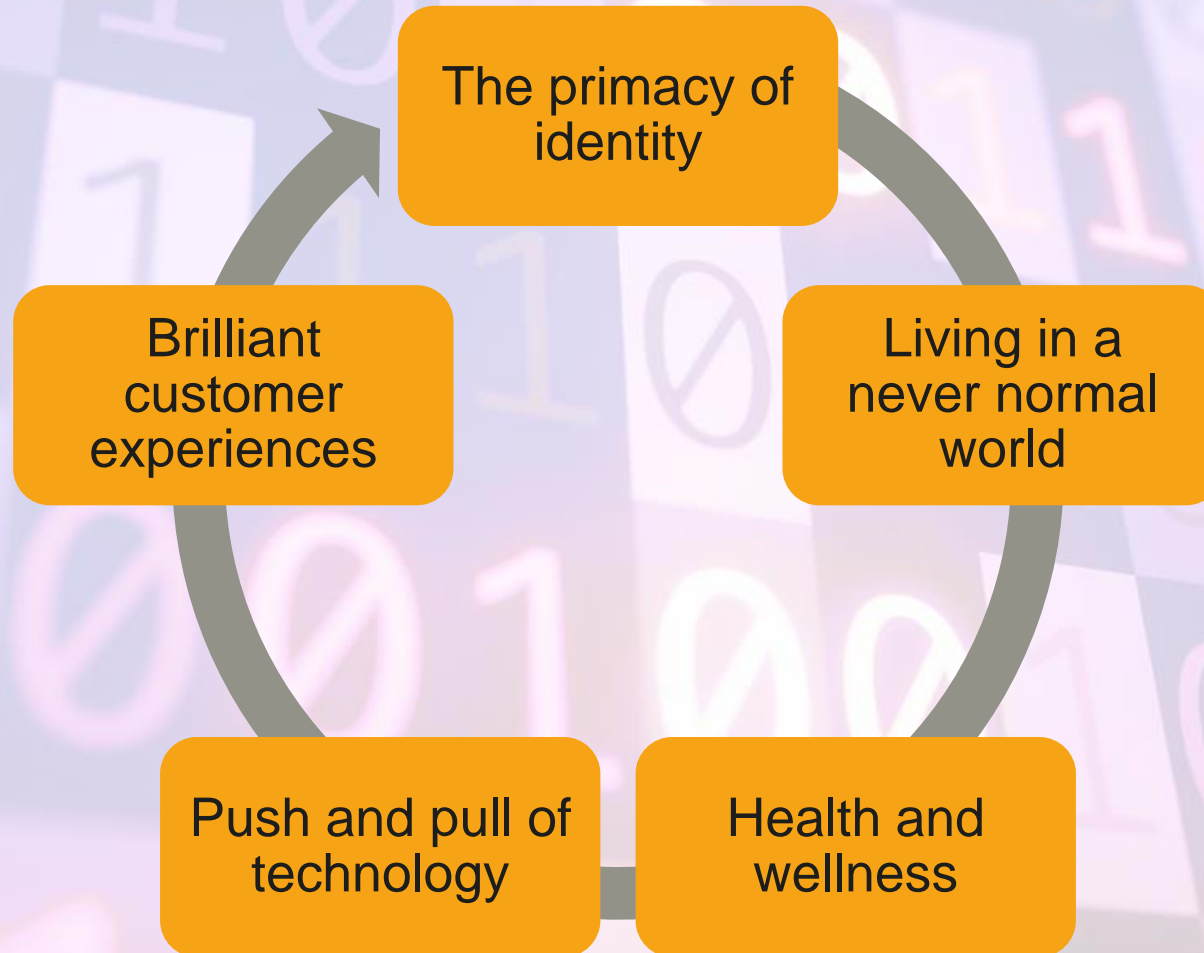 The primacy of
identity
Living in a
never normal
world
Health and
wellness
Push and pull of
technology
Brilliant
customer
experiences